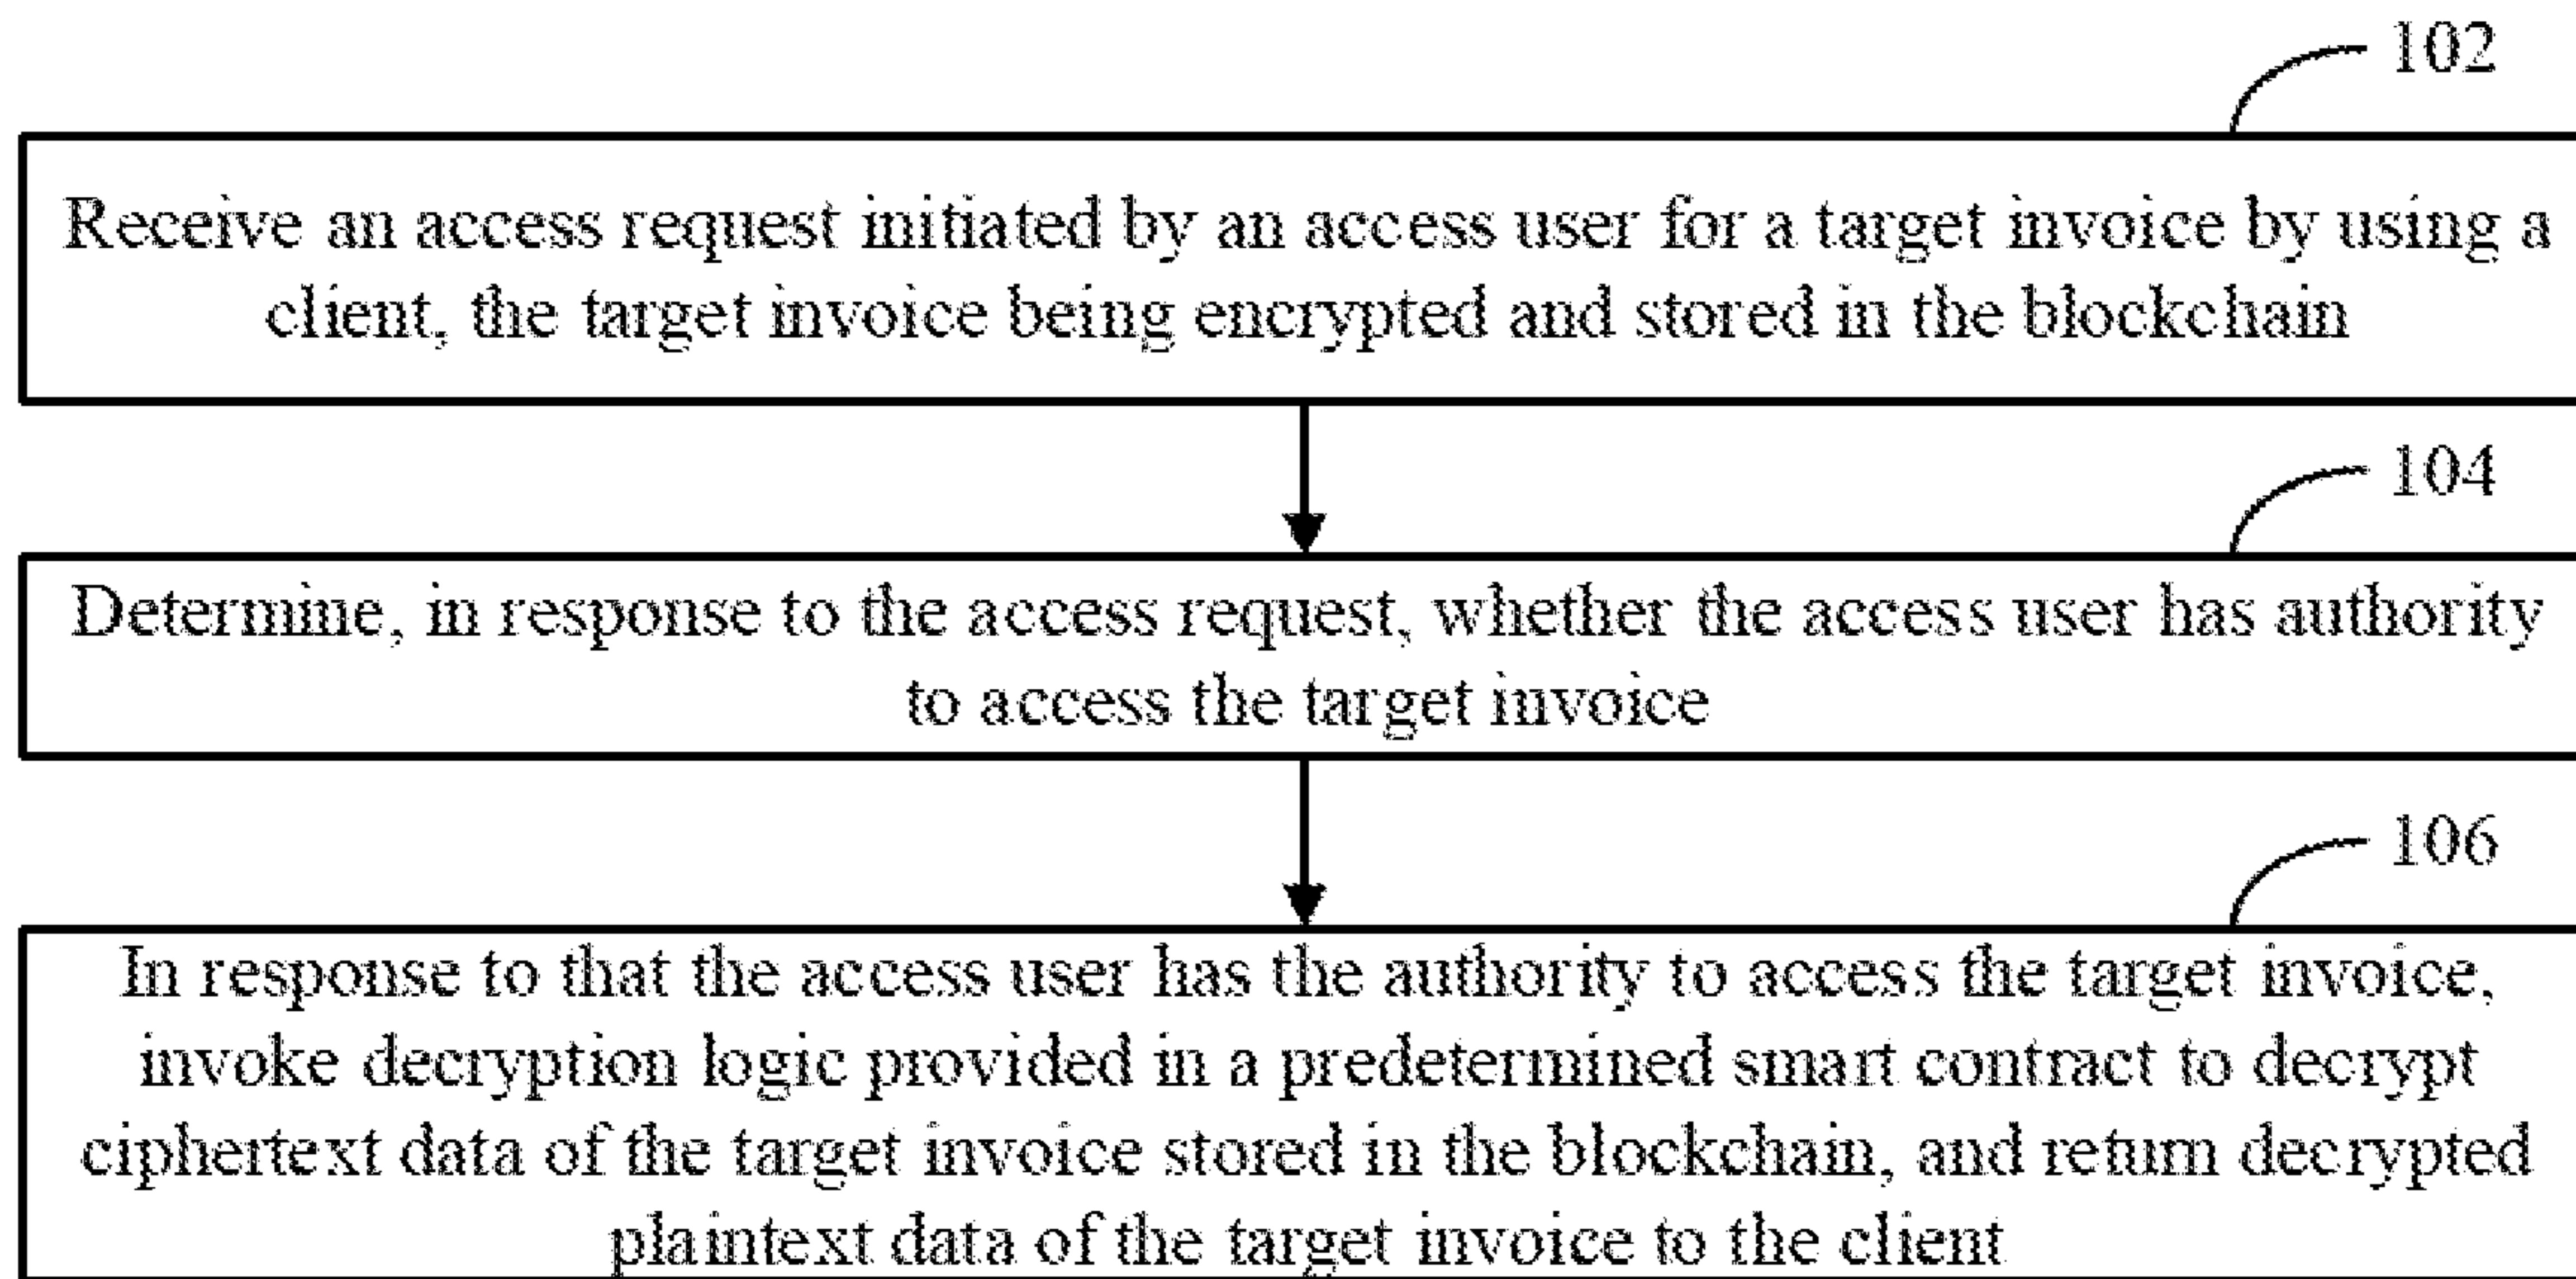 102
Receive an access request initiated by an access user for a target invoice by using a
client, the target invoice being encrypted and stored in the blockchain
104
Determine, in response to the access request, whether the access user has authority
to access the target invoice
106
In response to that the access user has the authority to access the target invoice,
invoke decryption logic provided in a predetermined smart contract to decrypt
ciphertext data of the target invoice stored in the blockchain, and return decrypted
plaintext data of the target invoice to the client